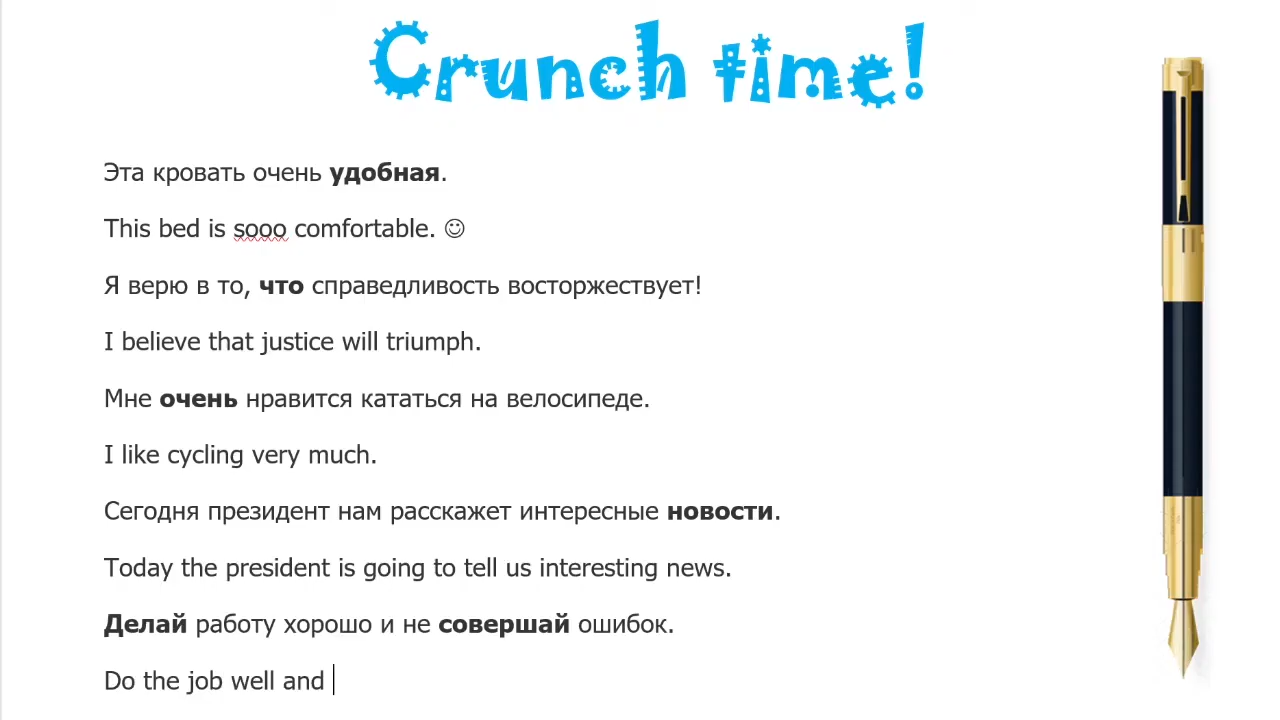 Crunch time!
Эта кровать очень удобная.
This bed is sooo comfortable. ☺
Я верю в то, что справедливость восторжествует!
I believe that justice will triumph.
Мне очень нравится кататься на велосипеде.
I like cycling very much.
Сегодня президент нам расскажет интересные новости.
Today the president is going to tell us interesting news.
Делай работу хорошо и не совершай ошибок.
Do the job well and